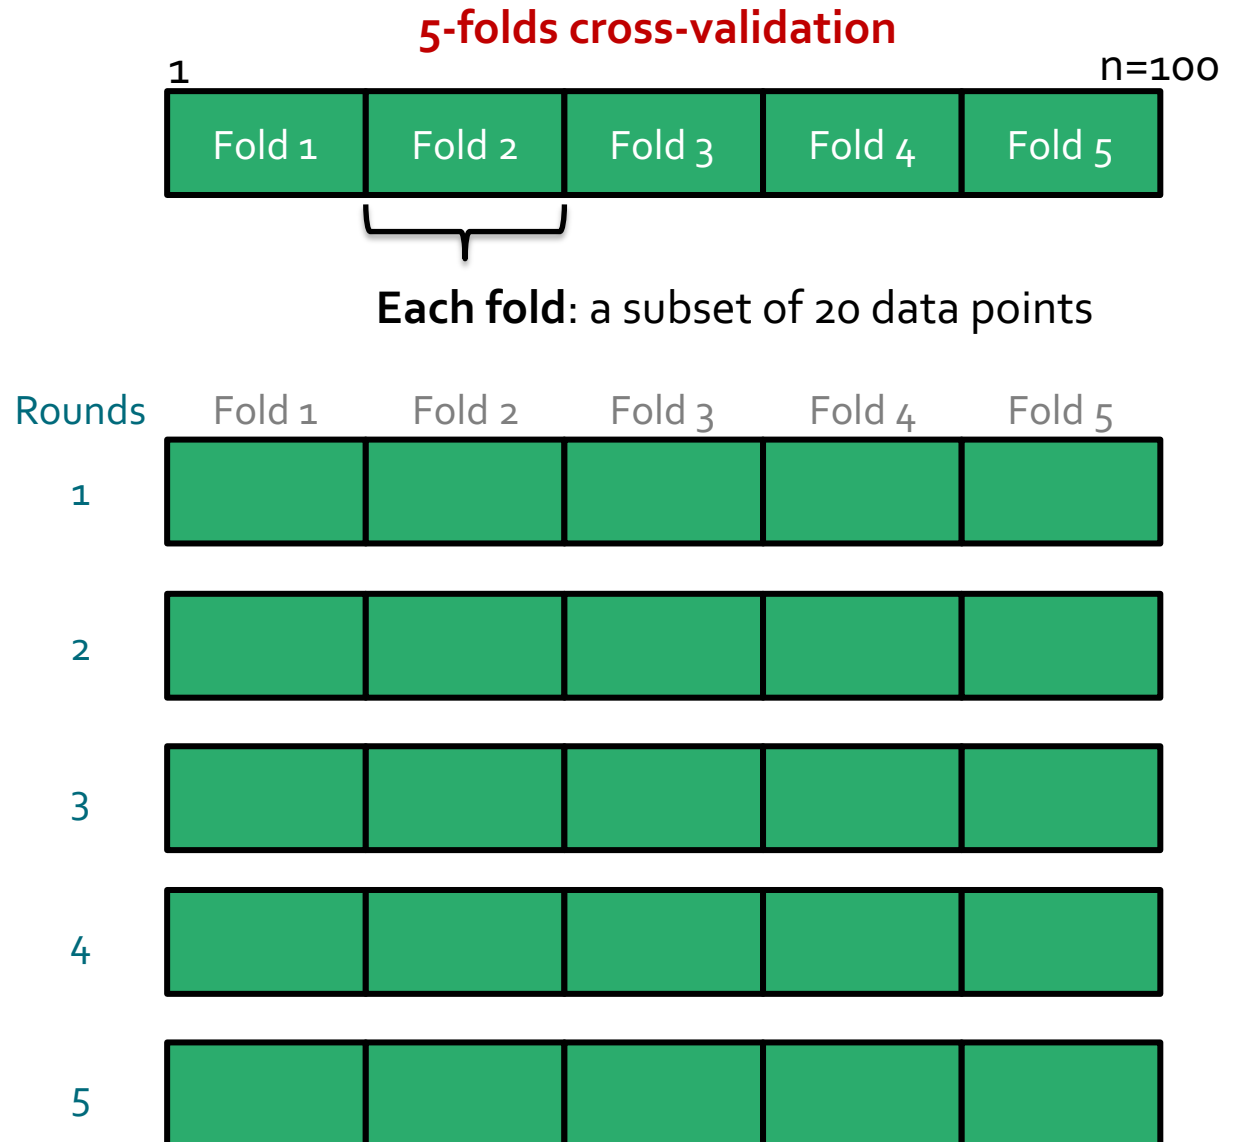 5-folds cross-validation
1 n=100
Fold 1 Fold 2 Fold 3 Fold 4 Fold 5
Each fold: a subset of 20 data points
Rounds Fold 1 Fold 2 Fold 3 Fold 4 Fold 5
1
2
3
4
5